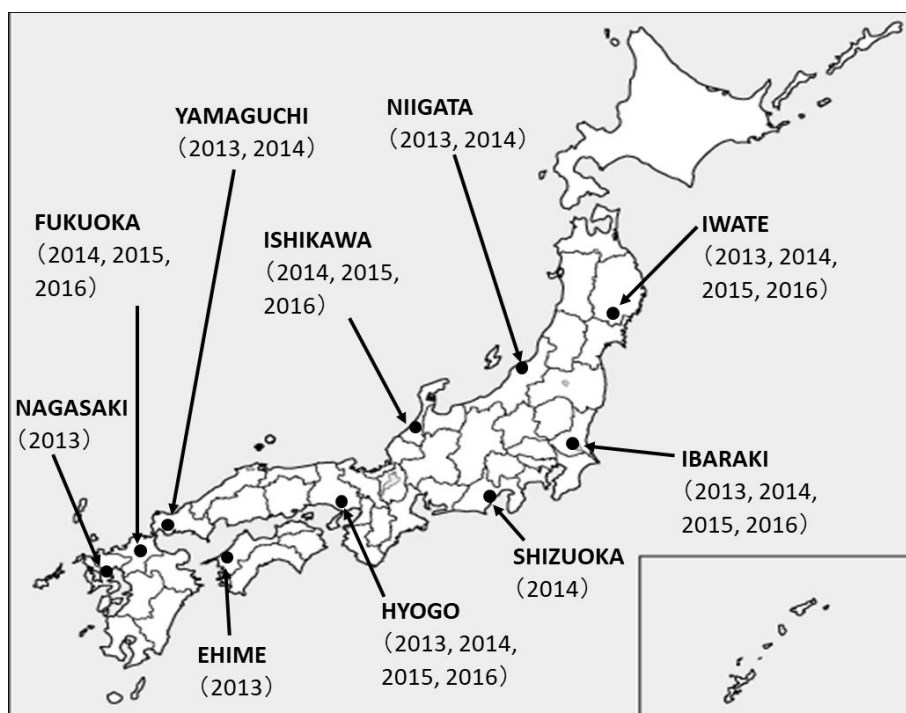 YAMAGUCHI
(2013, 2014)
NIIGATA
(2013, 2014)
FUKUOKA
(2014, 2015,
2016)
ISHIKAWA
(2014, 2015,
2016)
IWATE
(2013, 2014,
2015, 2016)
NAGASAKI
(2013)
IBARAKI
(2013, 2014,
2015, 2016)
SHIZUOKA
(2014)
HYOGO
(2013, 2014,
2015, 2016)
EHIME
(2013)